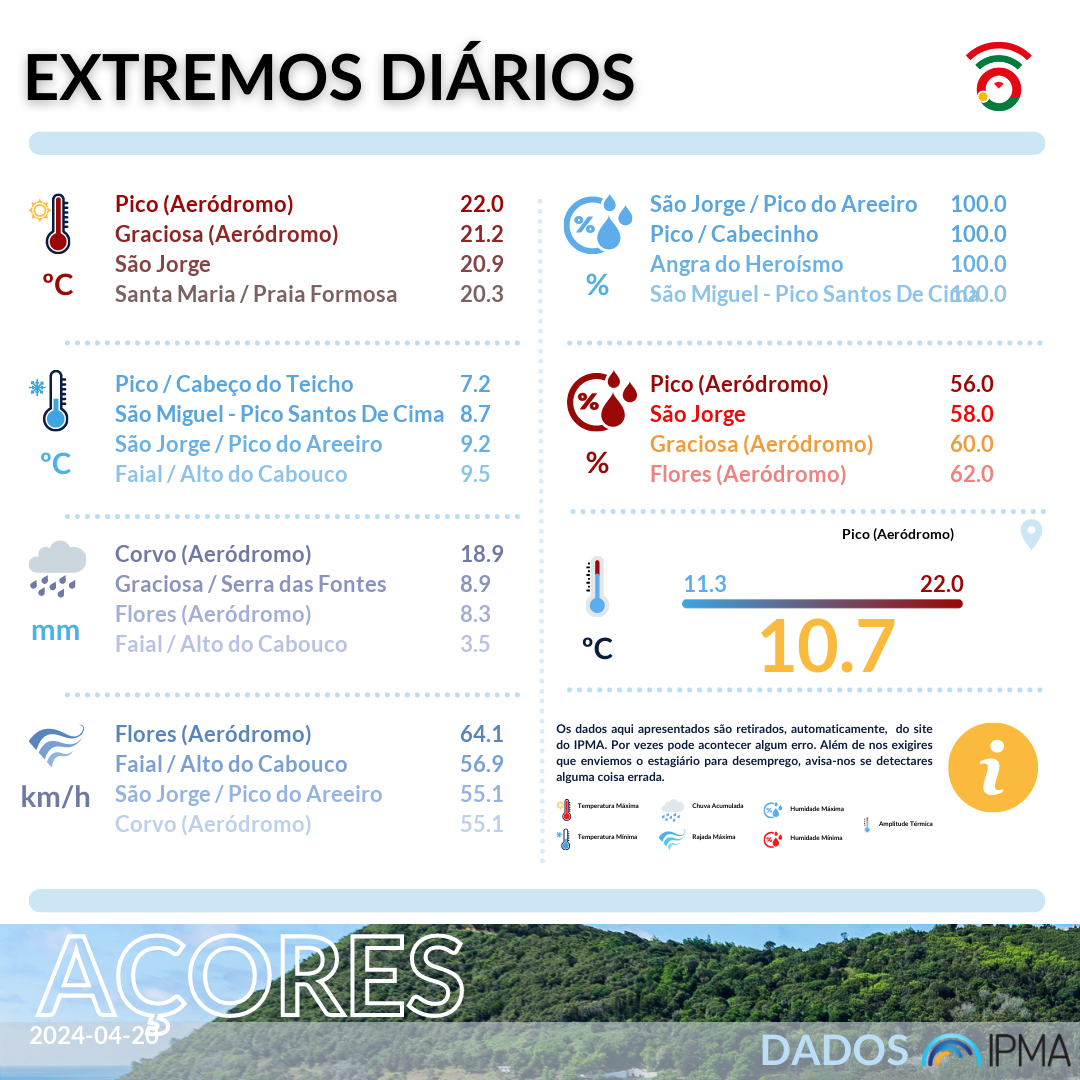 EXTREMOS DIÁRIOS
ºC
Pico (Aeródromo) 22.0
Graciosa (Aeródromo) 21.2
São Jorge 20.9
Santa Maria / Praia Formosa 20.3
ºC
Pico / Cabeço do Teicho 7.2
São Miguel - Pico Santos De Cima 8.7
São Jorge / Pico do Areeiro 9.2
Faial / Alto do Cabouco 9.5
mm
Corvo (Aeródromo) 18.9
Graciosa / Serra das Fontes 8.9
Flores (Aeródromo) 8.3
Faial / Alto do Cabouco 3.5
km/h
Flores (Aeródromo) 64.1
Faial / Alto do Cabouco 56.9
São Jorge / Pico do Areeiro 55.1
Corvo (Aeródromo) 55.1
%
%
São Jorge / Pico do Areeiro 100.0
Pico / Cabecinho 100.0
Angra do Heroísmo 100.0
São Miguel - Pico Santos De Cima 100.0
%
%
Pico (Aeródromo) 56.0
São Jorge 58.0
Graciosa (Aeródromo) 60.0
Flores (Aeródromo) 62.0
Pico (Aeródromo)
11.3 22.0
10.7
ºC
Os dados aqui apresentados são retirados, automaticamente, do site
do IPMA. Por vezes pode acontecer algum erro. Além de nos exigires
que enviemos o estagiário para desemprego, avisa-nos se detectares
alguma coisa errada.
i
Temperatura Máxima
Chuva Acumulada
Humidade Máxima
Amplitude Térmica
Temperatura Mínima
Rajada Máxima
Humidade Mínima
AÇORES
2024-04-20
DADOS IPMA